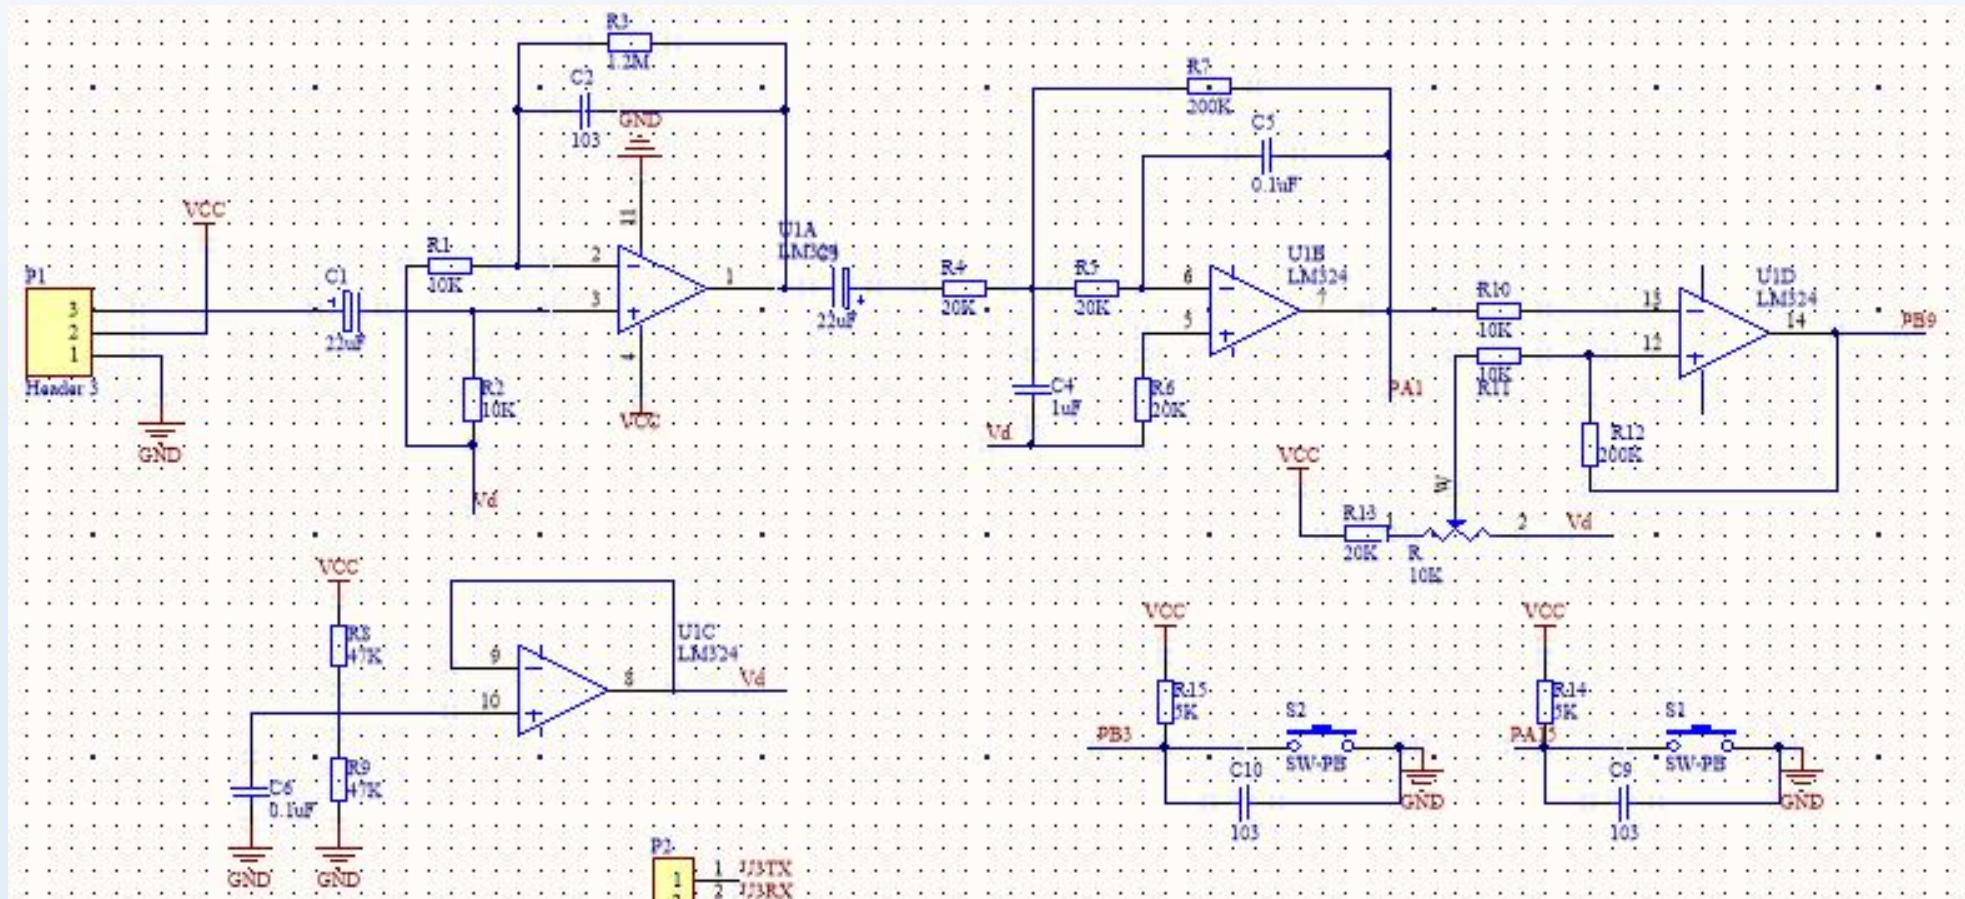 R3
1.2M
C2
103
GND
11
VCC
P1
3
2
1
Header 3
GND
C1
22uF
R1
10K
2
3
1
4
VCC
U1A
22uF
R2
10K
Vd
R4
20K
R5
20K
R7
200K
C5
0.1uF
6
5
7
U1B
LM324
C4
1uF
R6
20K
Vd
PA1
R10
10K
10K
R11
13
12
14
U1D
LM324
PB9
R12
200K
VCC
R13
20K
1
W
R
10K
2
Vd
VCC
R8
47K
R9
47K
C6
0.1uF
GND
GND
9
10
8
U1C
LM324
Vd
VCC
R15
5K
PB3
S2
SW-PB
C10
103
GND
VCC
R14
5K
PA15
S1
SW-PB
C9
103
GND
P2
1
1
2
U3TX
U3RX